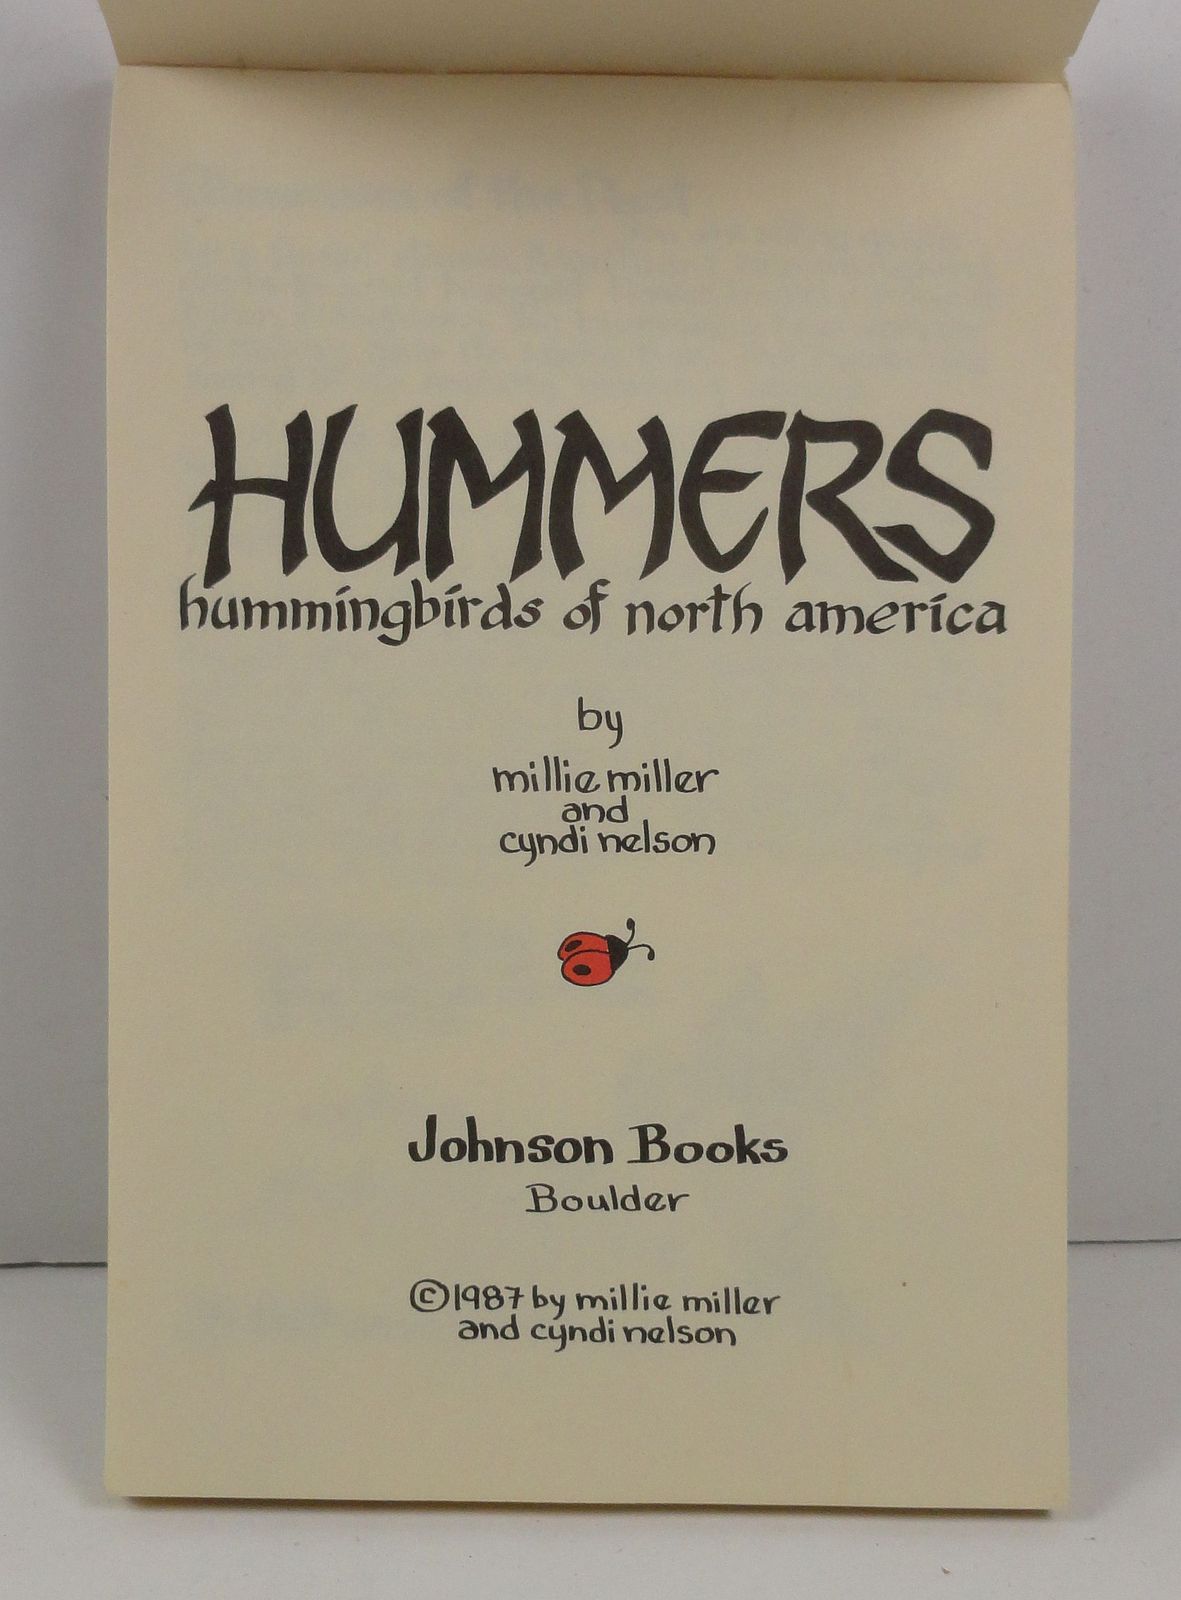 HUMMERS
hummingbirds of north america
by
millie miller
and
cyndi nelson
Johnson Books
Boulder
©1987 by millie miller
and cyndi nelson